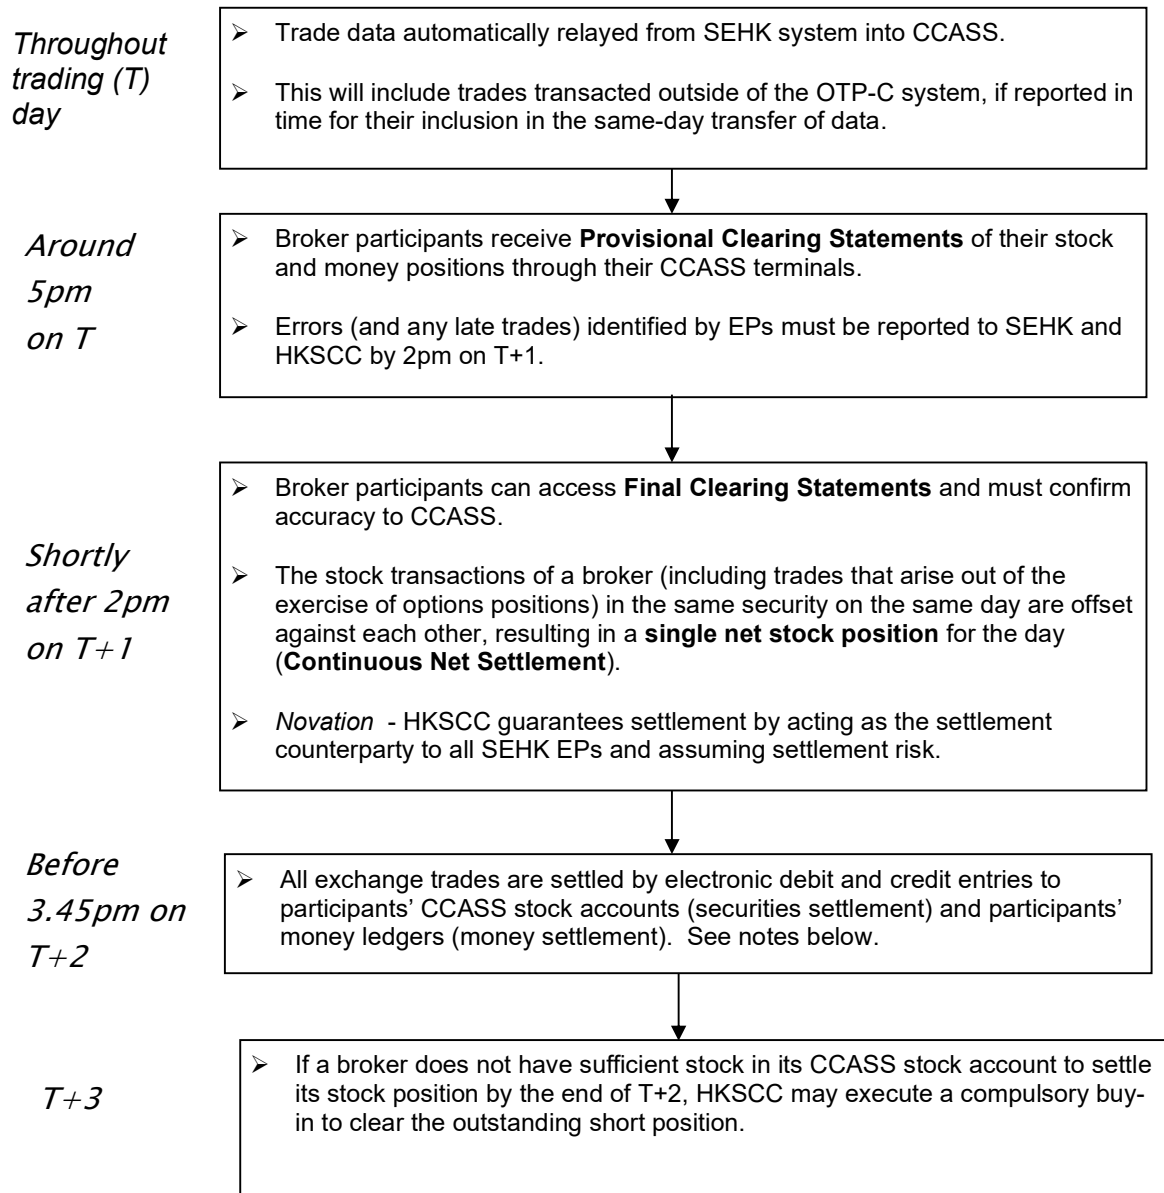 Throughout
trading (T)
day
➢ Trade data automatically relayed from SEHK system into CCASS.
➢ This will include trades transacted outside of the OTP-C system, if reported in
time for their inclusion in the same-day transfer of data.
Around
5pm
on T
➢ Broker participants receive Provisional Clearing Statements of their stock
and money positions through their CCASS terminals.
➢ Errors (and any late trades) identified by EPs must be reported to SEHK and
HKSCC by 2pm on T+1.
Shortly
after 2pm
on T+1
➢ Broker participants can access Final Clearing Statements and must confirm
accuracy to CCASS.
➢ The stock transactions of a broker (including trades that arise out of the
exercise of options positions) in the same security on the same day are offset
against each other, resulting in a single net stock position for the day
(Continuous Net Settlement).
➢ Novation - HKSCC guarantees settlement by acting as the settlement
counterparty to all SEHK EPs and assuming settlement risk.
Before
3.45pm on
T+2
➢ All exchange trades are settled by electronic debit and credit entries to
participants’ CCASS stock accounts (securities settlement) and participants’
money ledgers (money settlement). See notes below.
T+3
➢ If a broker does not have sufficient stock in its CCASS stock account to settle
its stock position by the end of T+2, HKSCC may execute a compulsory buy-
in to clear the outstanding short position.